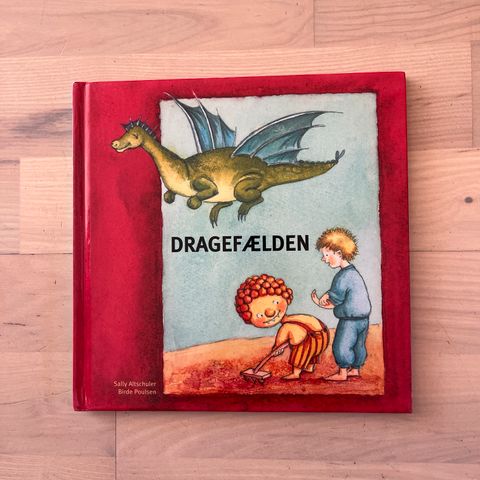 DRAGEFÆLDEN
Sally Altschuler
Birde Poulsen